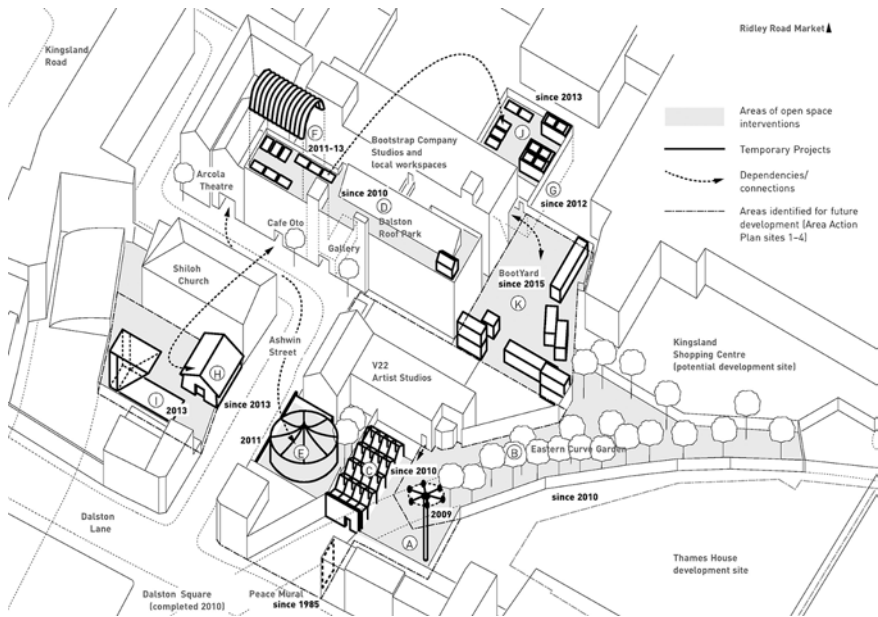 Kingsland
Road
Ridley Road Market
since 2013
J
Areas of open space
interventions
F
2011-13
Bootstrap Company
Studios and
local workspaces
Temporary Projects
Arcola
Theatre
since 2010
D
G
since 2012
Dependencies/
connections
Cafe Oto
Dalston
Roof Park
Areas identified for future
development (Area Action
Plan sites 1–4)
Gallery
Shiloh
Church
BootYard
since 2015
K
Ashwin
Street
Kingsland
Shopping Centre
(potential development site)
H
V22
Artist Studios
I
2013
since 2013
2011
E
C
since 2010
B
Eastern Curve Garden
since 2010
2009
A
Dalston
Lane
Thames House
development site
Dalston Square
(completed 2010)
Peace Mural
since 1985